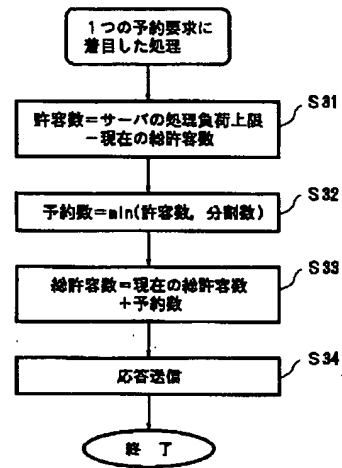 1つの予約要求に
着目した処理
S31
許容数=サーバの処理負荷上限
-現在の総許容数
S32
予約数=min(許容数, 分割数)
S33
総許容数=現在の総許容数
+予約数
S34
応答送信
終 了